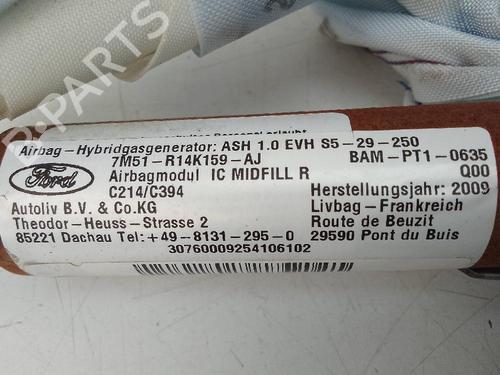 Airbag-Hybridgasgenerator: ASH 1.0 EVH S5-29-250
7M51-R14K159-AJ BAM-PT1-0635
Ford Airbagmodul IC MIDFILL R Q00
C214/C394 Herstellungsjahr: 2009
Autoliv B.V. & Co.KG Livbag-Frankreich
Theodor-Heuss-Strasse 2 Route de Beuzit
85221 Dachau Tel:+49-8131-295-0 29590 Pont du Buis
30760009254106102